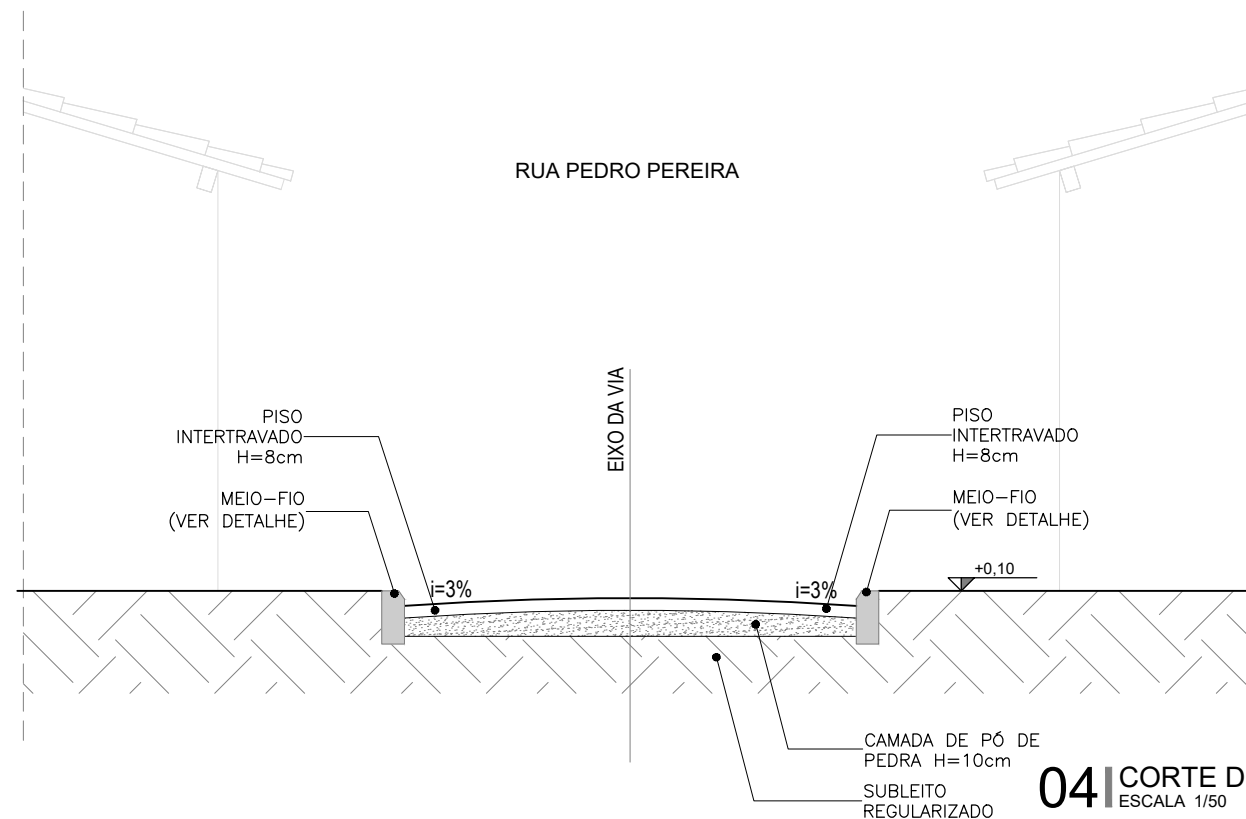 RUA PEDRO PEREIRA
EIXO DA VIA
PISO
INTERTRAVADO
H=8cm
MEIO-FIO
(VER DETALHE)
PISO
INTERTRAVADO
H=8cm
MEIO-FIO
(VER DETALHE)
i=3%
i=3%
+0,10
CAMADA DE PÓ DE
PEDRA H=10cm
SUBLEITO
REGULARIZADO
04 CORTE D
ESCALA 1/50